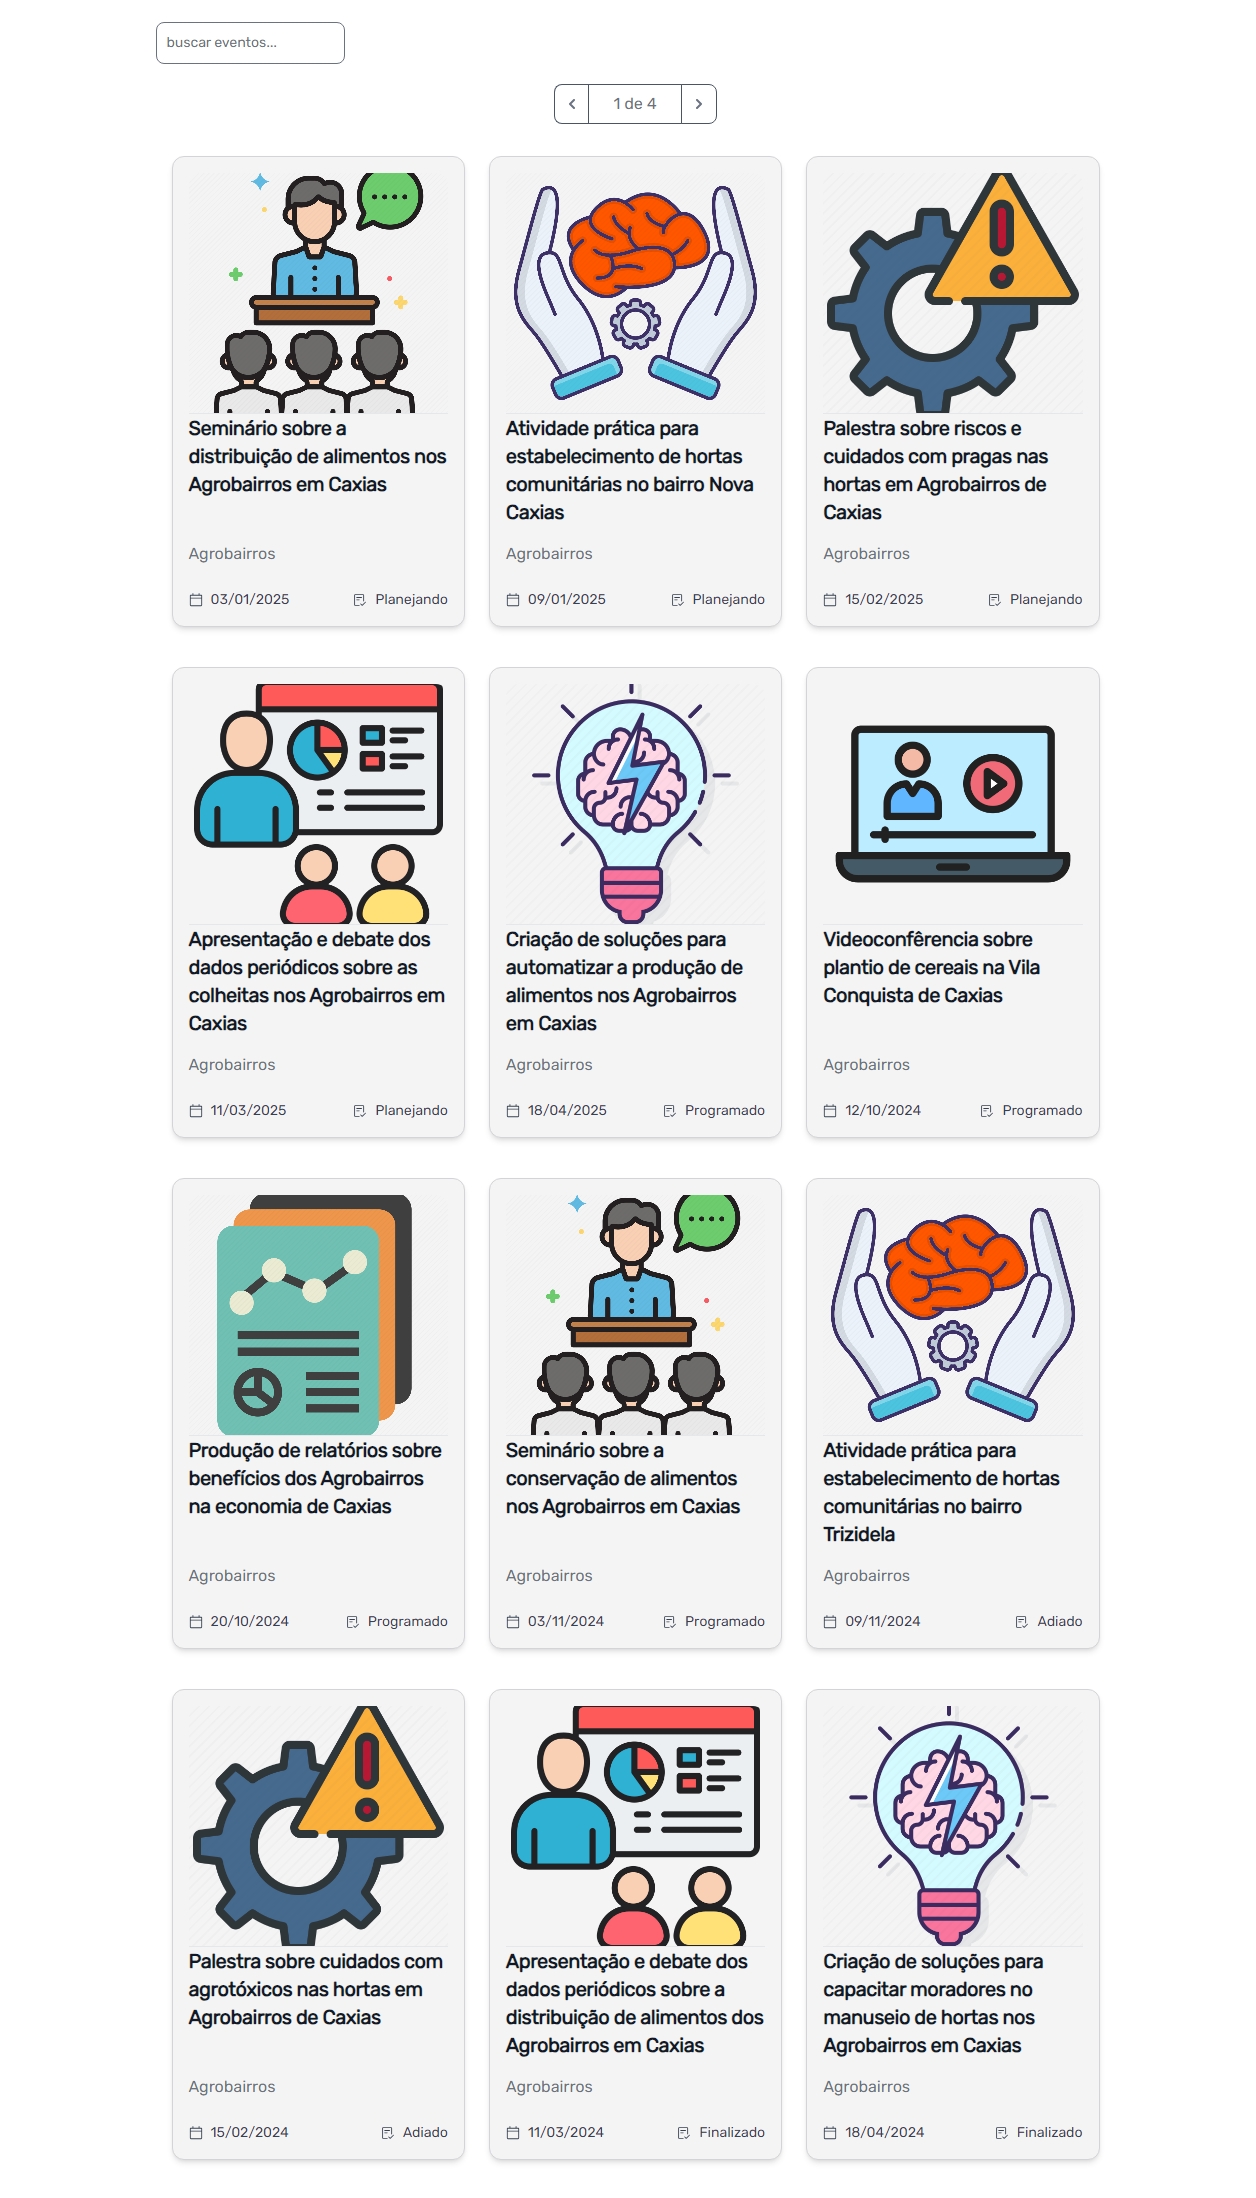 buscar eventos...
1 de 4
Seminário sobre a
distribuição de alimentos nos
Agrobairros em Caxias
Agrobairros
03/01/2025 Planejando
Atividade prática para
estabelecimento de hortas
comunitárias no bairro Nova
Caxias
Agrobairros
09/01/2025 Planejando
Palestra sobre riscos e
cuidados com pragas nas
hortas em Agrobairros de
Caxias
Agrobairros
15/02/2025 Planejando
Apresentação e debate dos
dados periódicos sobre as
colheitas nos Agrobairros em
Caxias
Agrobairros
11/03/2025 Planejando
Criação de soluções para
automatizar a produção de
alimentos nos Agrobairros
em Caxias
Agrobairros
18/04/2025 Programado
Videoconfêrencia sobre
plantio de cereais na Vila
Conquista de Caxias
Agrobairros
12/10/2024 Programado
Produção de relatórios sobre
benefícios dos Agrobairros
na economia de Caxias
Agrobairros
20/10/2024 Programado
Seminário sobre a
conservação de alimentos
nos Agrobairros em Caxias
Agrobairros
03/11/2024 Programado
Atividade prática para
estabelecimento de hortas
comunitárias no bairro
Trizidela
Agrobairros
09/11/2024 Adiado
Palestra sobre cuidados com
agrotóxicos nas hortas em
Agrobairros de Caxias
Agrobairros
15/02/2024 Adiado
Apresentação e debate dos
dados periódicos sobre a
distribuição de alimentos dos
Agrobairros em Caxias
Agrobairros
11/03/2024 Finalizado
Criação de soluções para
capacitar moradores no
manuseio de hortas nos
Agrobairros em Caxias
Agrobairros
18/04/2024 Finalizado